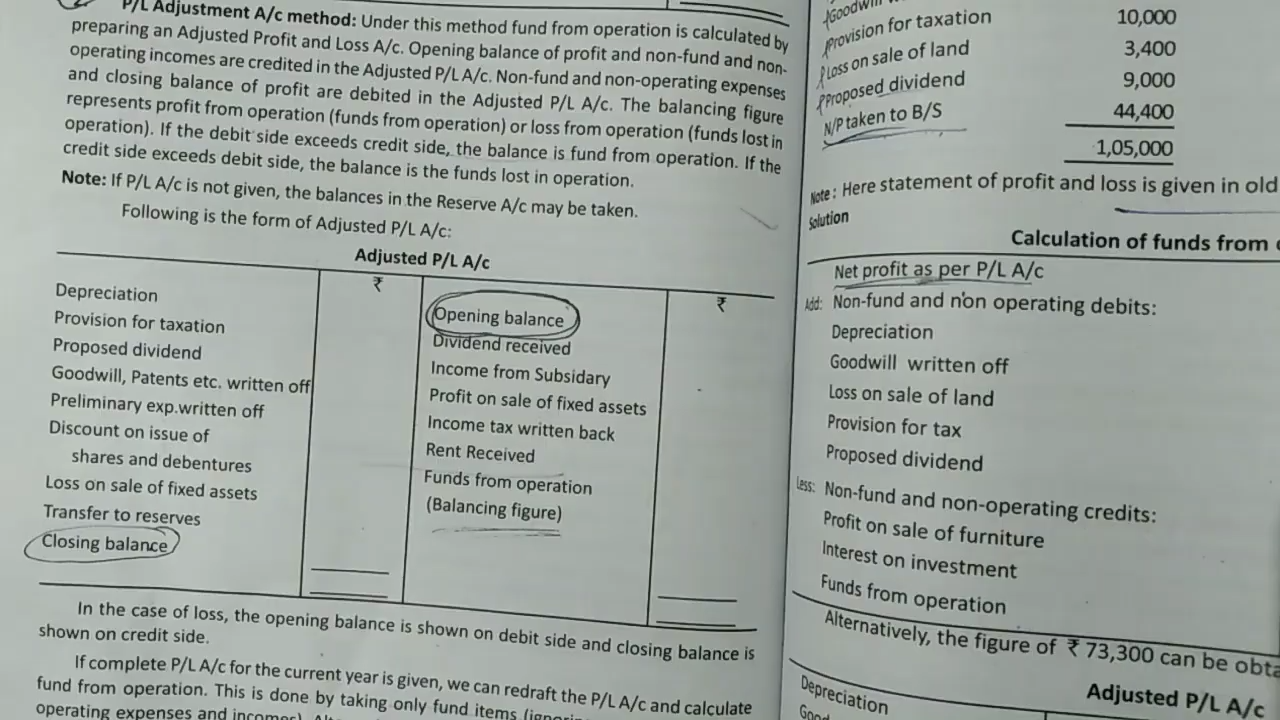 P/L Adjustment A/c method: Under this method fund from operation is calculated by
preparing an Adjusted Profit and Loss A/c. Opening balance of profit and non-fund and non-
operating incomes are credited in the Adjusted P/L A/c. Non-fund and non-operating expenses
and closing balance of profit are debited in the Adjusted P/L A/c. The balancing figure
represents profit from operation (funds from operation) or loss from operation (funds lost in
operation). If the debit side exceeds credit side, the balance is fund from operation. If the
credit side exceeds debit side, the balance is the funds lost in operation.
Note: If P/L A/c is not given, the balances in the Reserve A/c may be taken.
Following is the form of Adjusted P/L A/c:
Adjusted P/L A/c
₹ ₹
Depreciation
Provision for taxation
Proposed dividend
Goodwill, Patents etc. written off
Preliminary exp.written off
Discount on issue of
shares and debentures
Loss on sale of fixed assets
Transfer to reserves
Closing balance
Opening balance
Dividend received
Income from Subsidary
Profit on sale of fixed assets
Income tax written back
Rent Received
Funds from operation
(Balancing figure)
In the case of loss, the opening balance is shown on debit side and closing balance is
shown on credit side.
If complete P/L A/c for the current year is given, we can redraft the P/L A/c and calculate
fund from operation. This is done by taking only fund items
operating expenses and incomes).
Goodwill
Provision for taxation 10,000
Loss on sale of land 3,400
Proposed dividend 9,000
N/P taken to B/S 44,400
1,05,000
Note: Here statement of profit and loss is given in old
Solution
Calculation of funds from
Net profit as per P/L A/c
Add: Non-fund and non operating debits:
Depreciation
Goodwill written off
Loss on sale of land
Provision for tax
Proposed dividend
Less: Non-fund and non-operating credits:
Profit on sale of furniture
Interest on investment
Funds from operation
Alternatively, the figure of ₹ 73,300 can be
Adjusted P/L A/c
Depreciation